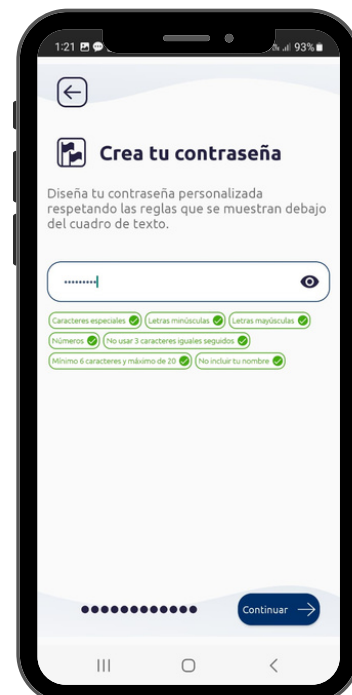 1:21 93%
Crea tu contraseña
Diseña tu contraseña personalizada
respetando las reglas que se muestran debajo
del cuadro de texto.
Caracteres especiales Letras minúsculas Letras mayúsculas
Números No usar 3 caracteres iguales seguidos
Mínimo 6 caracteres y máximo de 20 No incluir tu nombre
Continuar